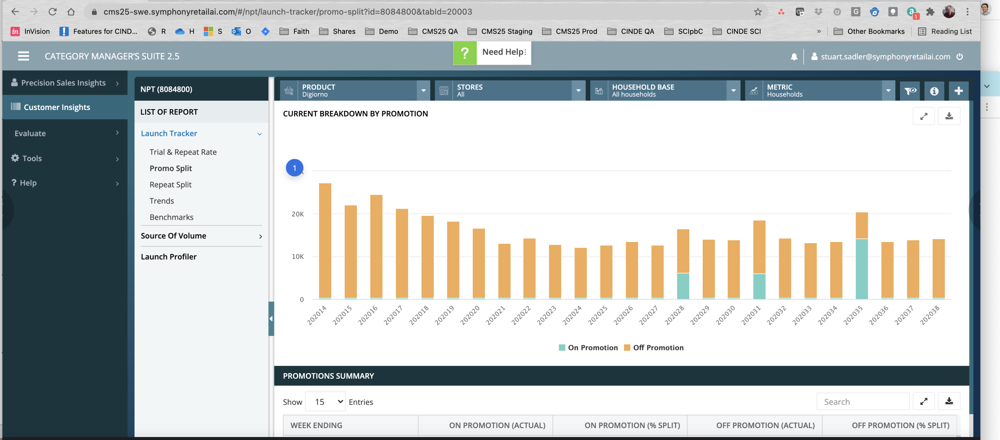 cms25-swe.symphonyretailai.com/#/npt/launch-tracker/promo-split?id=8084800&tabId=20003
1
in InVision ! Features for CIND... R H S O Faith Shares Demo CMS25 QA CMS25 Staging CMS25 Prod CINDE QA SCIpbC CINDE SCI » Other Bookmarks Reading List
CATEGORY MANAGER'S SUITE 2.5
? Need Help:
stuart.sadler@symphonyretailai.com
Precision Sales Insights
Customer Insights
Evaluate
Tools
? Help
NPT (8084800)
LIST OF REPORT
Launch Tracker
Trial & Repeat Rate
Promo Split
Repeat Split
Trends
Benchmarks
Source Of Volume
Launch Profiler
PRODUCT
Digiorno
STORES
All
HOUSEHOLD BASE
All households
METRIC
Households
CURRENT BREAKDOWN BY PROMOTION
1
20K
10K
0
202014 202015 202016 202017 202018 202019 202020 202021 202022 202023 202024 202025 202026 202027 202028 202029 202030 202031 202032 202033 202034 202035 202036 202037 202038
On Promotion Off Promotion
PROMOTIONS SUMMARY
Show 15 Entries
Search
WEEK ENDING ON PROMOTION (ACTUAL) ON PROMOTION (% SPLIT) OFF PROMOTION (ACTUAL) OFF PROMOTION (% SPLIT)